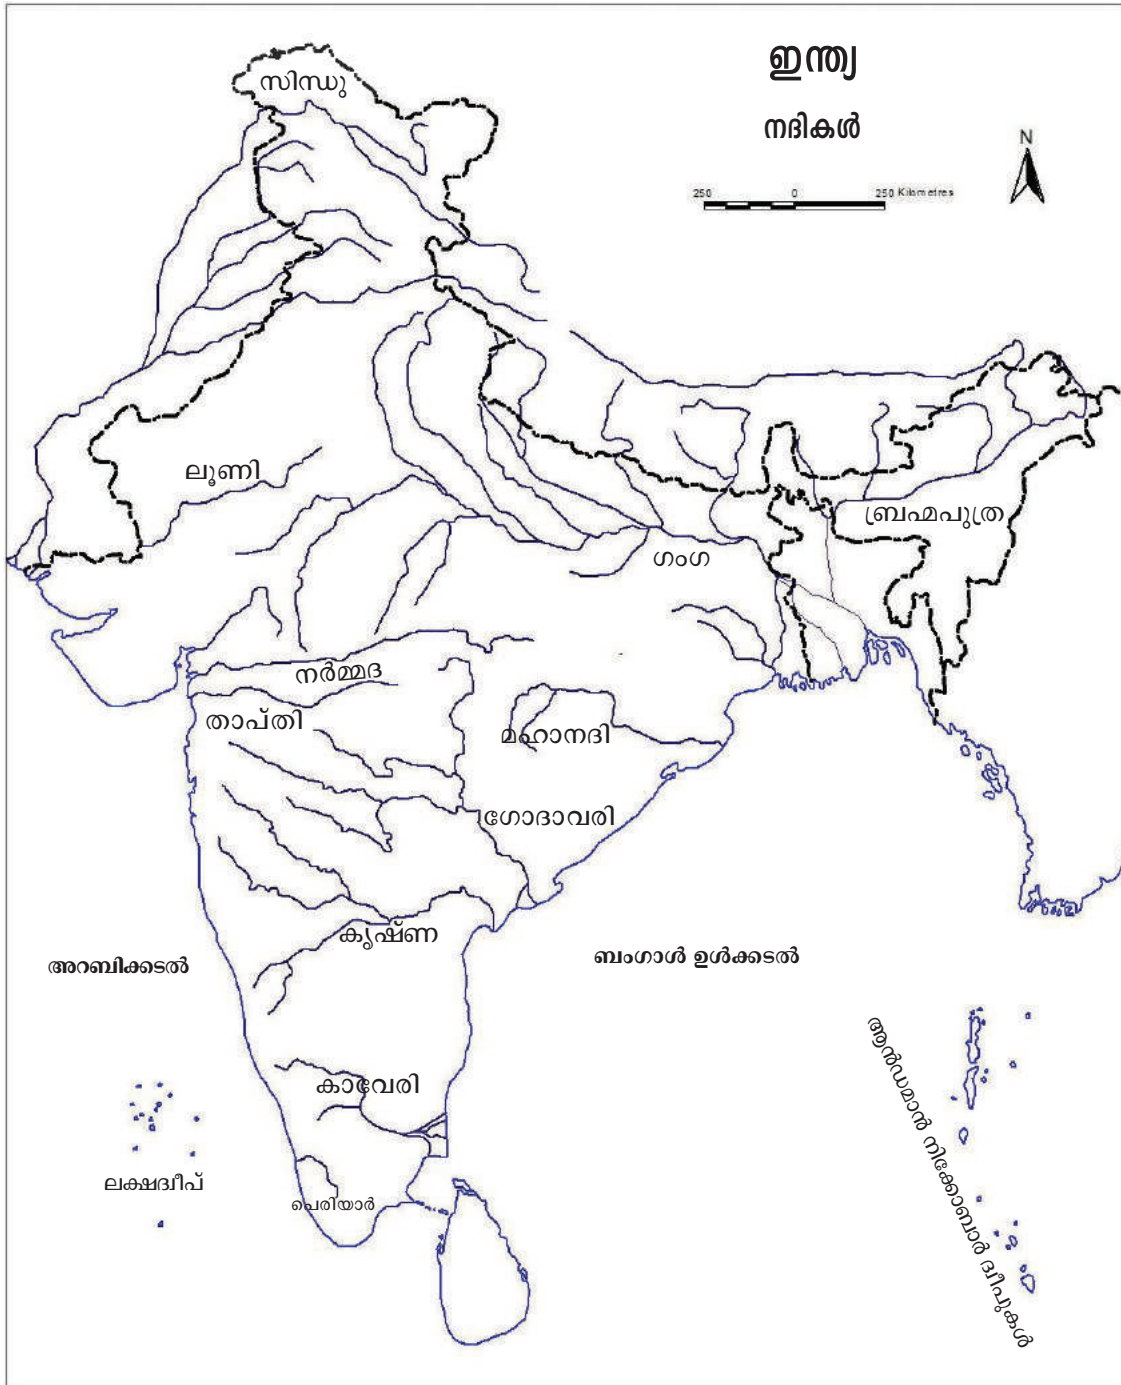 ഇന്ത്യ
നദികൾ
N
250 0 250 Kilometres
സിന്ധു
ലൂണി
ബ്രഹ്മപുത്ര
ഗംഗ
നർമ്മദ
താപ്തി
മഹാനദി
ഗോദാവരി
കൃഷ്ണ
അറബിക്കടൽ
ബംഗാൾ ഉൾക്കടൽ
കാവേരി
ലക്ഷദ്വീപ്
പെരിയാർ
ആൻഡമാൻ നിക്കോബാർ ദ്വീപുകൾ